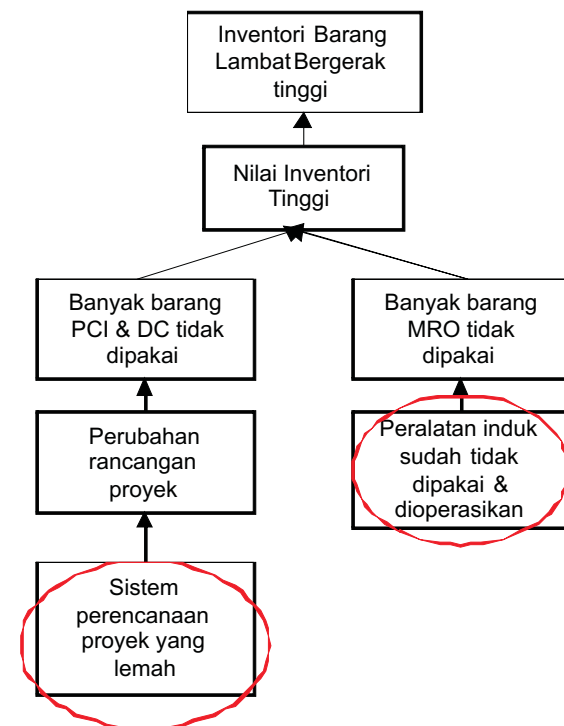 Inventori Barang
Lambat Bergerak
tinggi
Nilai Inventori
Tinggi
Banyak barang
PCI & DC tidak
dipakai
Banyak barang
MRO tidak
dipakai
Perubahan
rancangan
proyek
Peralatan induk
sudah tidak
dipakai &
dioperasikan
Sistem
perencanaan
proyek yang
lemah